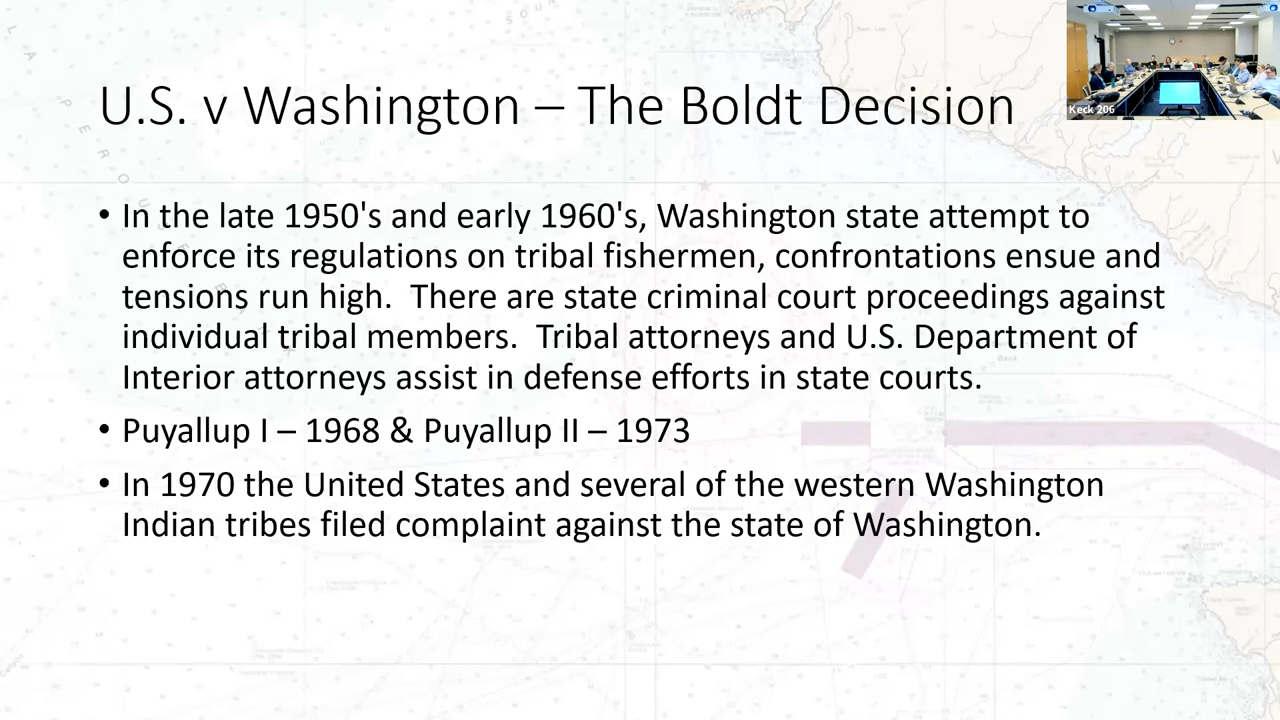 U.S. v Washington – The Boldt Decision
Keck 206
• In the late 1950's and early 1960's, Washington state attempt to
enforce its regulations on tribal fishermen, confrontations ensue and
tensions run high.  There are state criminal court proceedings against
individual tribal members.  Tribal attorneys and U.S. Department of
Interior attorneys assist in defense efforts in state courts.
• Puyallup I – 1968 & Puyallup II – 1973
• In 1970 the United States and several of the western Washington
Indian tribes filed complaint against the state of Washington.